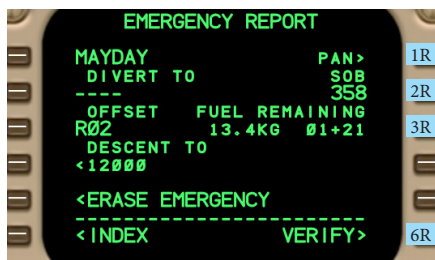 EMERGENCY REPORT
MAYDAY PAN> 1R
DIVERT TO SOB
---- 358 2R
OFFSET FUEL REMAINING
R02 13.4KG 01+21 3R
DESCENT TO
<12000
<ERASE EMERGENCY
--------------------------
<INDEX VERIFY> 6R